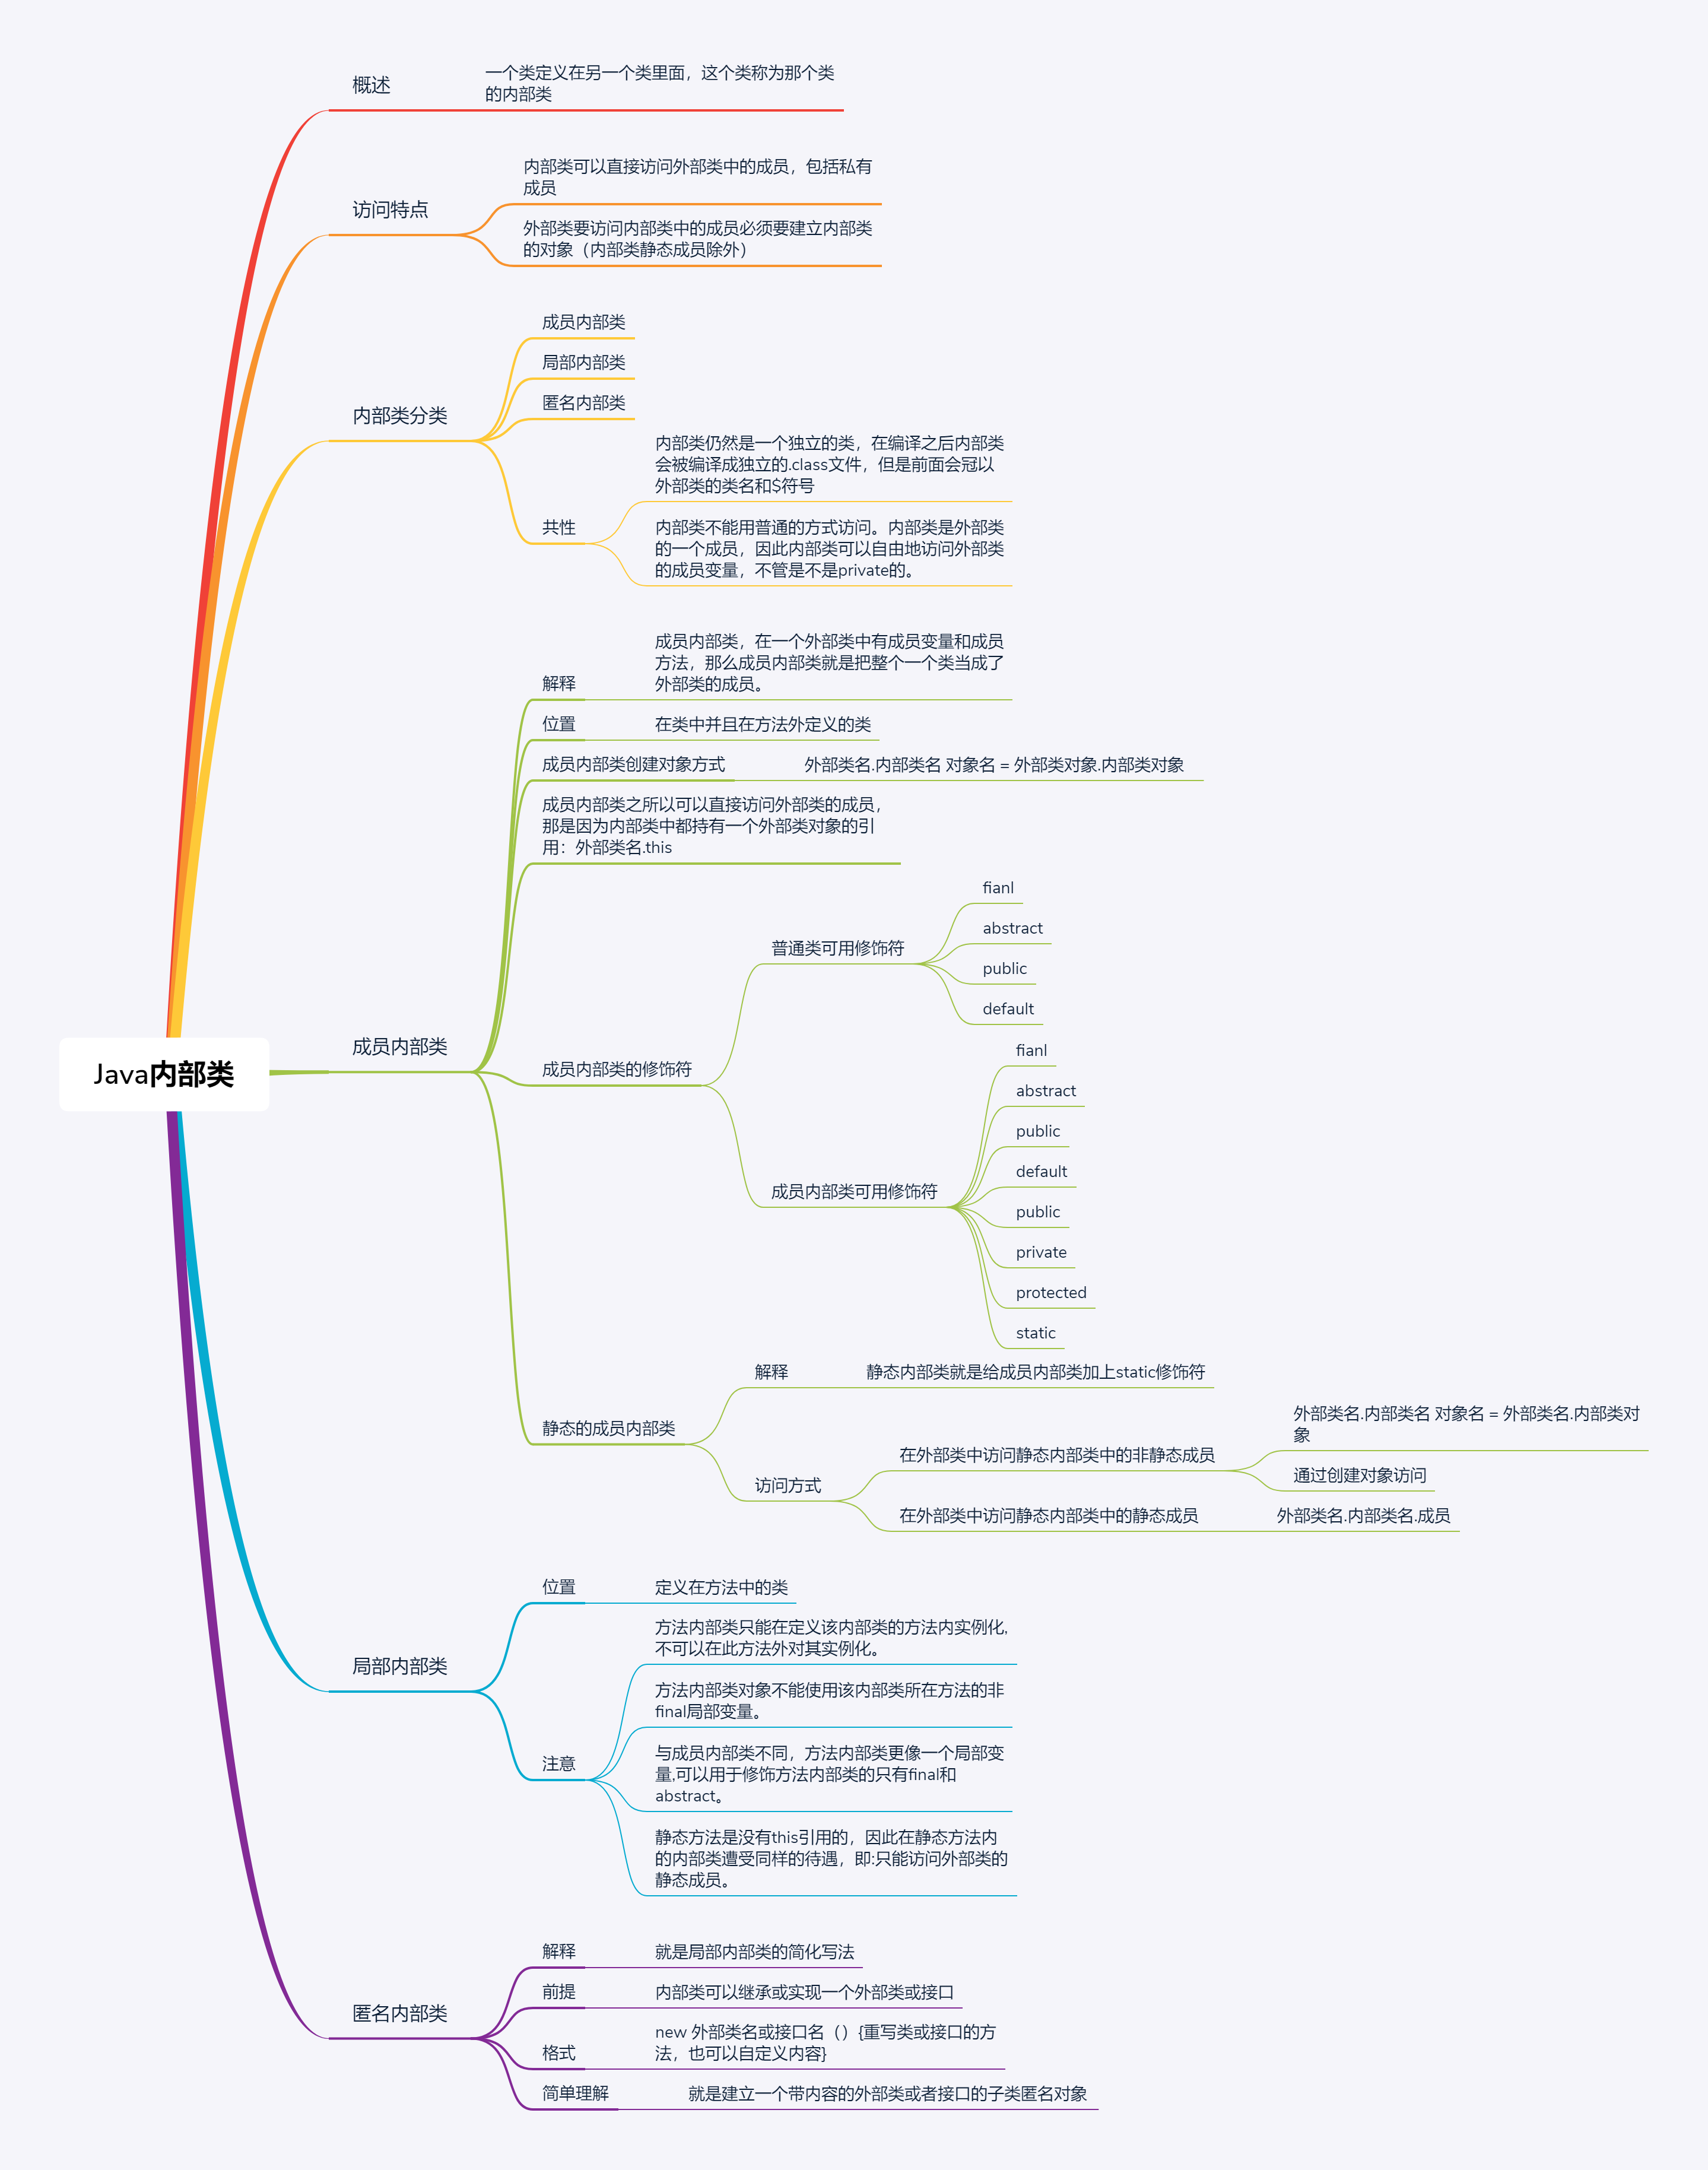 概述
一个类定义在另一个类里面，这个类称为那个类
的内部类
访问特点
内部类可以直接访问外部类中的成员，包括私有
成员
外部类要访问内部类中的成员必须要建立内部类
的对象（内部类静态成员除外）
内部类分类
成员内部类
局部内部类
匿名内部类
共性
内部类仍然是一个独立的类，在编译之后内部类
会被编译成独立的.class文件，但是前面会冠以
外部类的类名和$符号
内部类不能用普通的方式访问。内部类是外部类
的一个成员，因此内部类可以自由地访问外部类
的成员变量，不管是不是private的。
Java内部类
成员内部类
解释
成员内部类，在一个外部类中有成员变量和成员
方法，那么成员内部类就是把整个一个类当成了
外部类的成员。
位置
在类中并且在方法外定义的类
成员内部类创建对象方式
外部类名.内部类名 对象名 = 外部类对象.内部类对象
成员内部类之所以可以直接访问外部类的成员，
那是因为内部类中都持有一个外部类对象的引
用：外部类名.this
成员内部类的修饰符
普通类可用修饰符
fianl
abstract
public
default
成员内部类可用修饰符
fianl
abstract
public
default
public
private
protected
static
静态的成员内部类
解释
静态内部类就是给成员内部类加上static修饰符
访问方式
在外部类中访问静态内部类中的非静态成员
外部类名.内部类名 对象名 = 外部类名.内部类对
象
通过创建对象访问
在外部类中访问静态内部类中的静态成员
外部类名.内部类名.成员
局部内部类
位置
定义在方法中的类
注意
方法内部类只能在定义该内部类的方法内实例化,
不可以在此方法外对其实例化。
方法内部类对象不能使用该内部类所在方法的非
final局部变量。
与成员内部类不同，方法内部类更像一个局部变
量,可以用于修饰方法内部类的只有final和
abstract。
静态方法是没有this引用的，因此在静态方法内
的内部类遭受同样的待遇，即:只能访问外部类的
静态成员。
匿名内部类
解释
就是局部内部类的简化写法
前提
内部类可以继承或实现一个外部类或接口
格式
new 外部类名或接口名（）{重写类或接口的方
法，也可以自定义内容}
简单理解
就是建立一个带内容的外部类或者接口的子类匿名对象